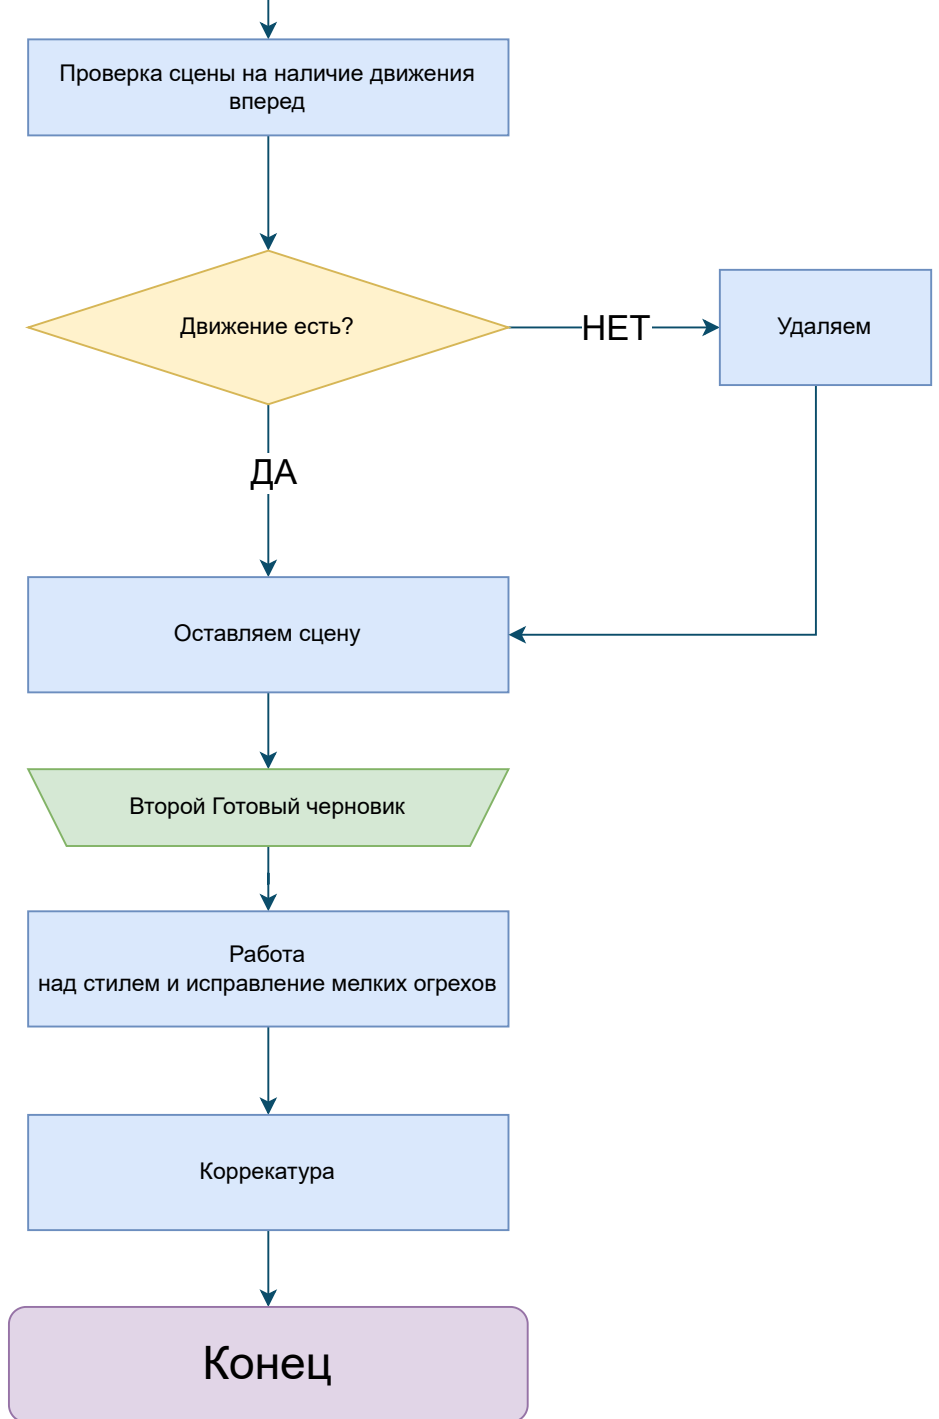 Проверка сцены на наличие движения
вперед
Движение есть?
НЕТ
Удаляем
ДА
Оставляем сцену
Второй Готовый черновик
Работа
над стилем и исправление мелких огрехов
Коррекатура
Конец